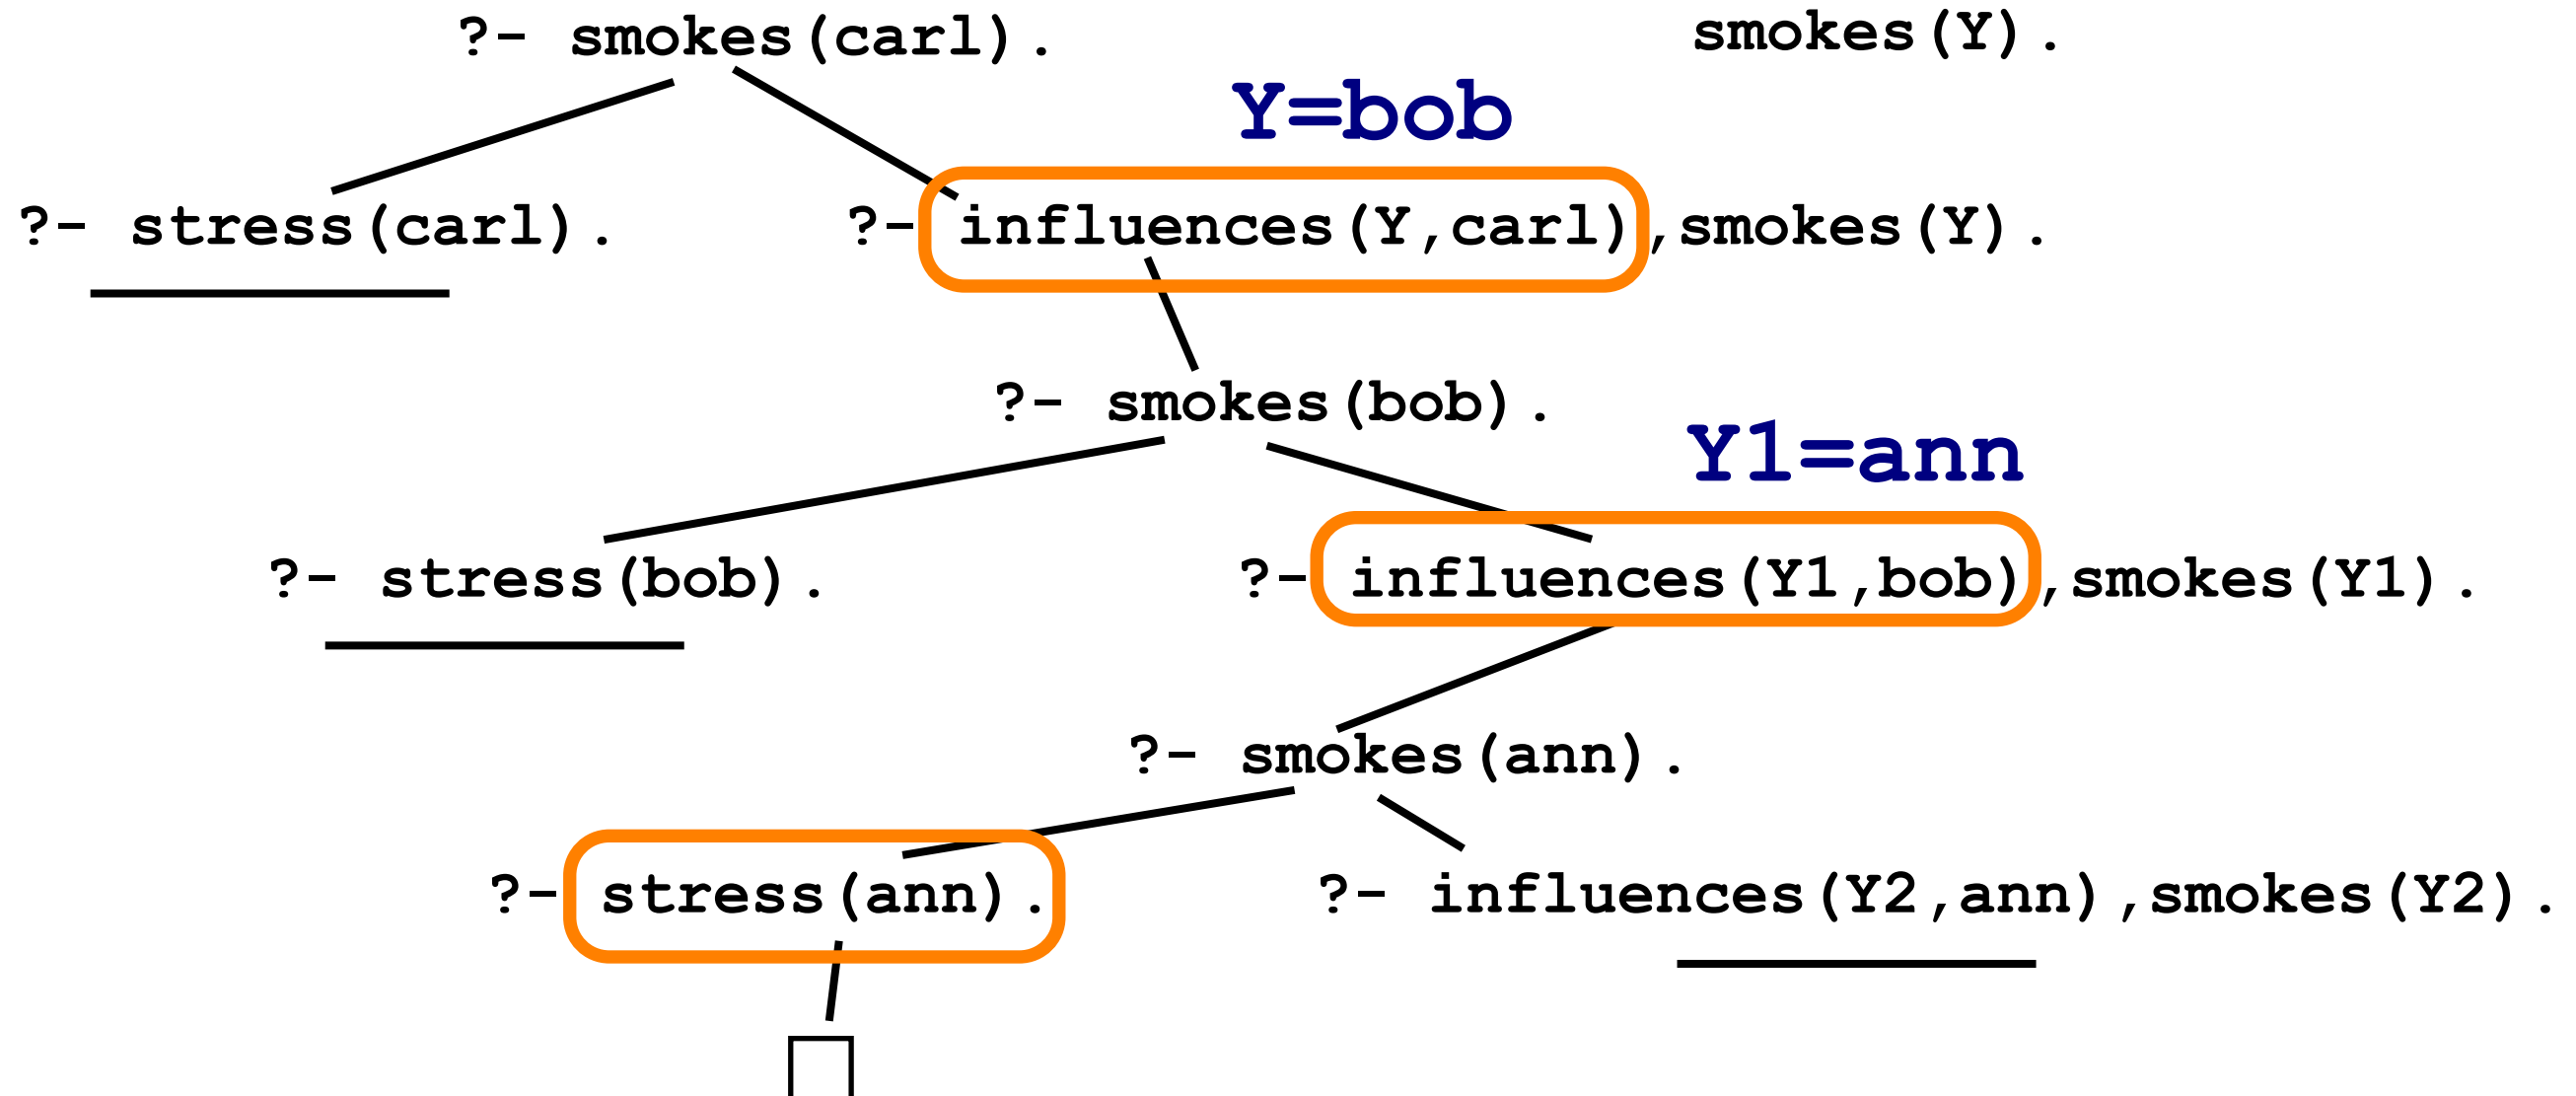 ?- smokes(carl).
smokes(Y).
Y=bob
?- stress(carl).
?- influences(Y,carl),smokes(Y).
?- smokes(bob).
Y1=ann
?- stress(bob).
?- influences(Y1,bob),smokes(Y1).
?- smokes(ann).
?- stress(ann).
?- influences(Y2,ann),smokes(Y2).